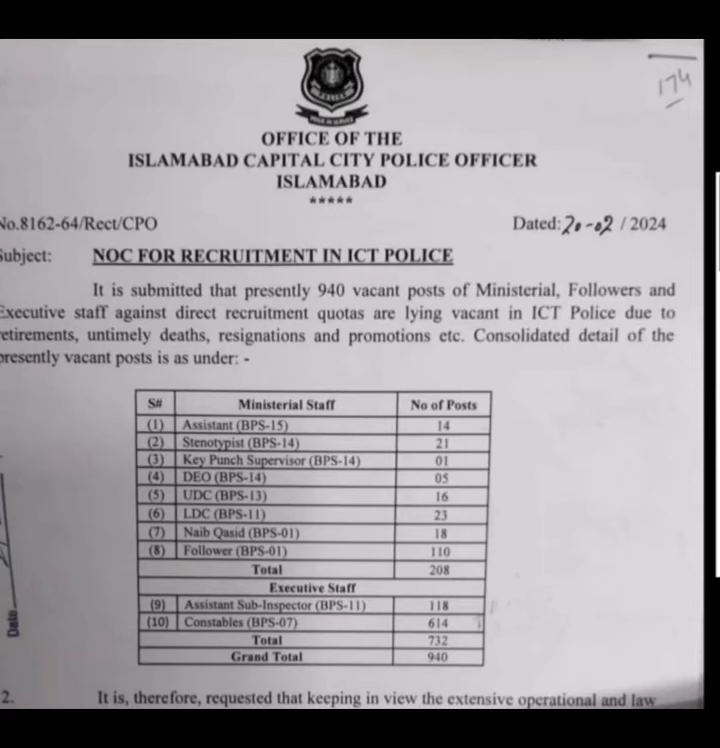 174
OFFICE OF THE
ISLAMABAD CAPITAL CITY POLICE OFFICER
ISLAMABAD
*****
No.8162-64/Rect/CPO Dated: 20-02 / 2024
Subject: NOC FOR RECRUITMENT IN ICT POLICE
It is submitted that presently 940 vacant posts of Ministerial, Followers and
Executive staff against direct recruitment quotas are lying vacant in ICT Police due to
retirements, untimely deaths, resignations and promotions etc. Consolidated detail of the
presently vacant posts is as under: -
S# Ministerial Staff No of Posts
(1) Assistant (BPS-15) 14
(2) Stenotypist (BPS-14) 21
(3) Key Punch Supervisor (BPS-14) 01
(4) DEO (BPS-14) 05
(5) UDC (BPS-13) 16
(6) LDC (BPS-11) 23
(7) Naib Qasid (BPS-01) 18
(8) Follower (BPS-01) 110
Total 208
Executive Staff
(9) Assistant Sub-Inspector (BPS-11) 118
(10) Constables (BPS-07) 614
Total 732
Grand Total 940
Date
2. It is, therefore, requested that keeping in view the extensive operational and law